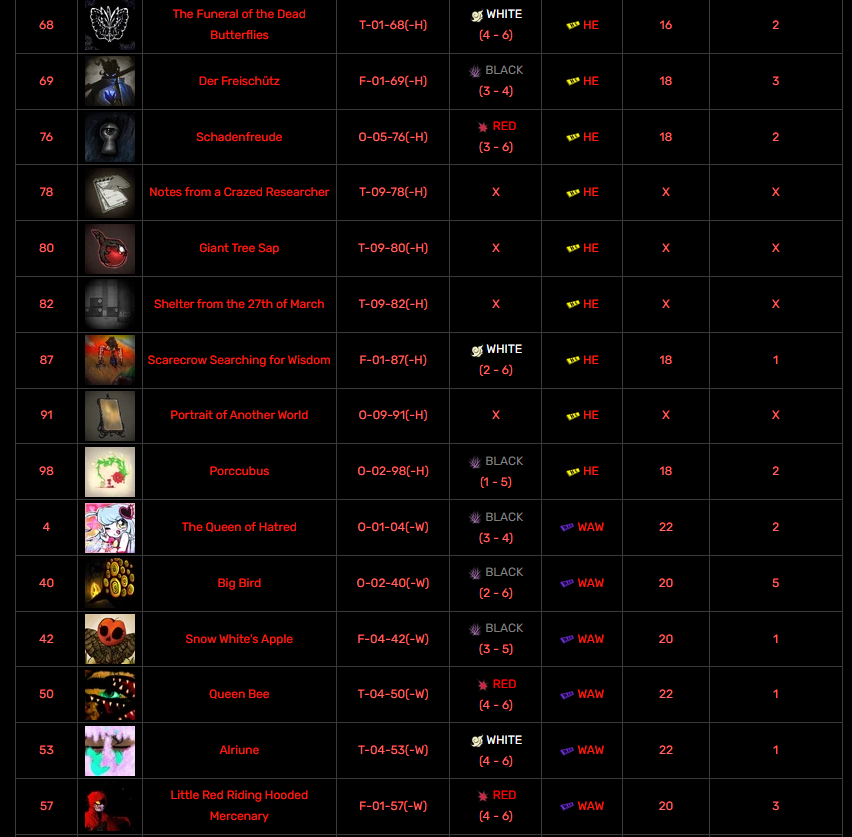 68 The Funeral of the Dead Butterflies T-01-68(-H) WHITE (4 - 6) HE 16 2
69 Der Freischütz F-01-69(-H) BLACK (3 - 4) HE 18 3
76 Schadenfreude O-05-76(-H) RED (3 - 6) HE 18 2
78 Notes from a Crazed Researcher T-09-78(-H) X HE X X
80 Giant Tree Sap T-09-80(-H) X HE X X
82 Shelter from the 27th of March T-09-82(-H) X HE X X
87 Scarecrow Searching for Wisdom F-01-87(-H) WHITE (2 - 6) HE 18 1
91 Portrait of Another World O-09-91(-H) X HE X X
98 Porccubus O-02-98(-H) BLACK (1 - 5) HE 18 2
4 The Queen of Hatred O-01-04(-W) BLACK (3 - 4) WAW 22 2
40 Big Bird O-02-40(-W) BLACK (2 - 6) WAW 20 5
42 Snow White's Apple F-04-42(-W) BLACK (3 - 5) WAW 20 1
50 Queen Bee T-04-50(-W) RED (4 - 6) WAW 22 1
53 Alriune T-04-53(-W) WHITE (4 - 6) WAW 22 1
57 Little Red Riding Hooded Mercenary F-01-57(-W) RED (4 - 6) WAW 20 3